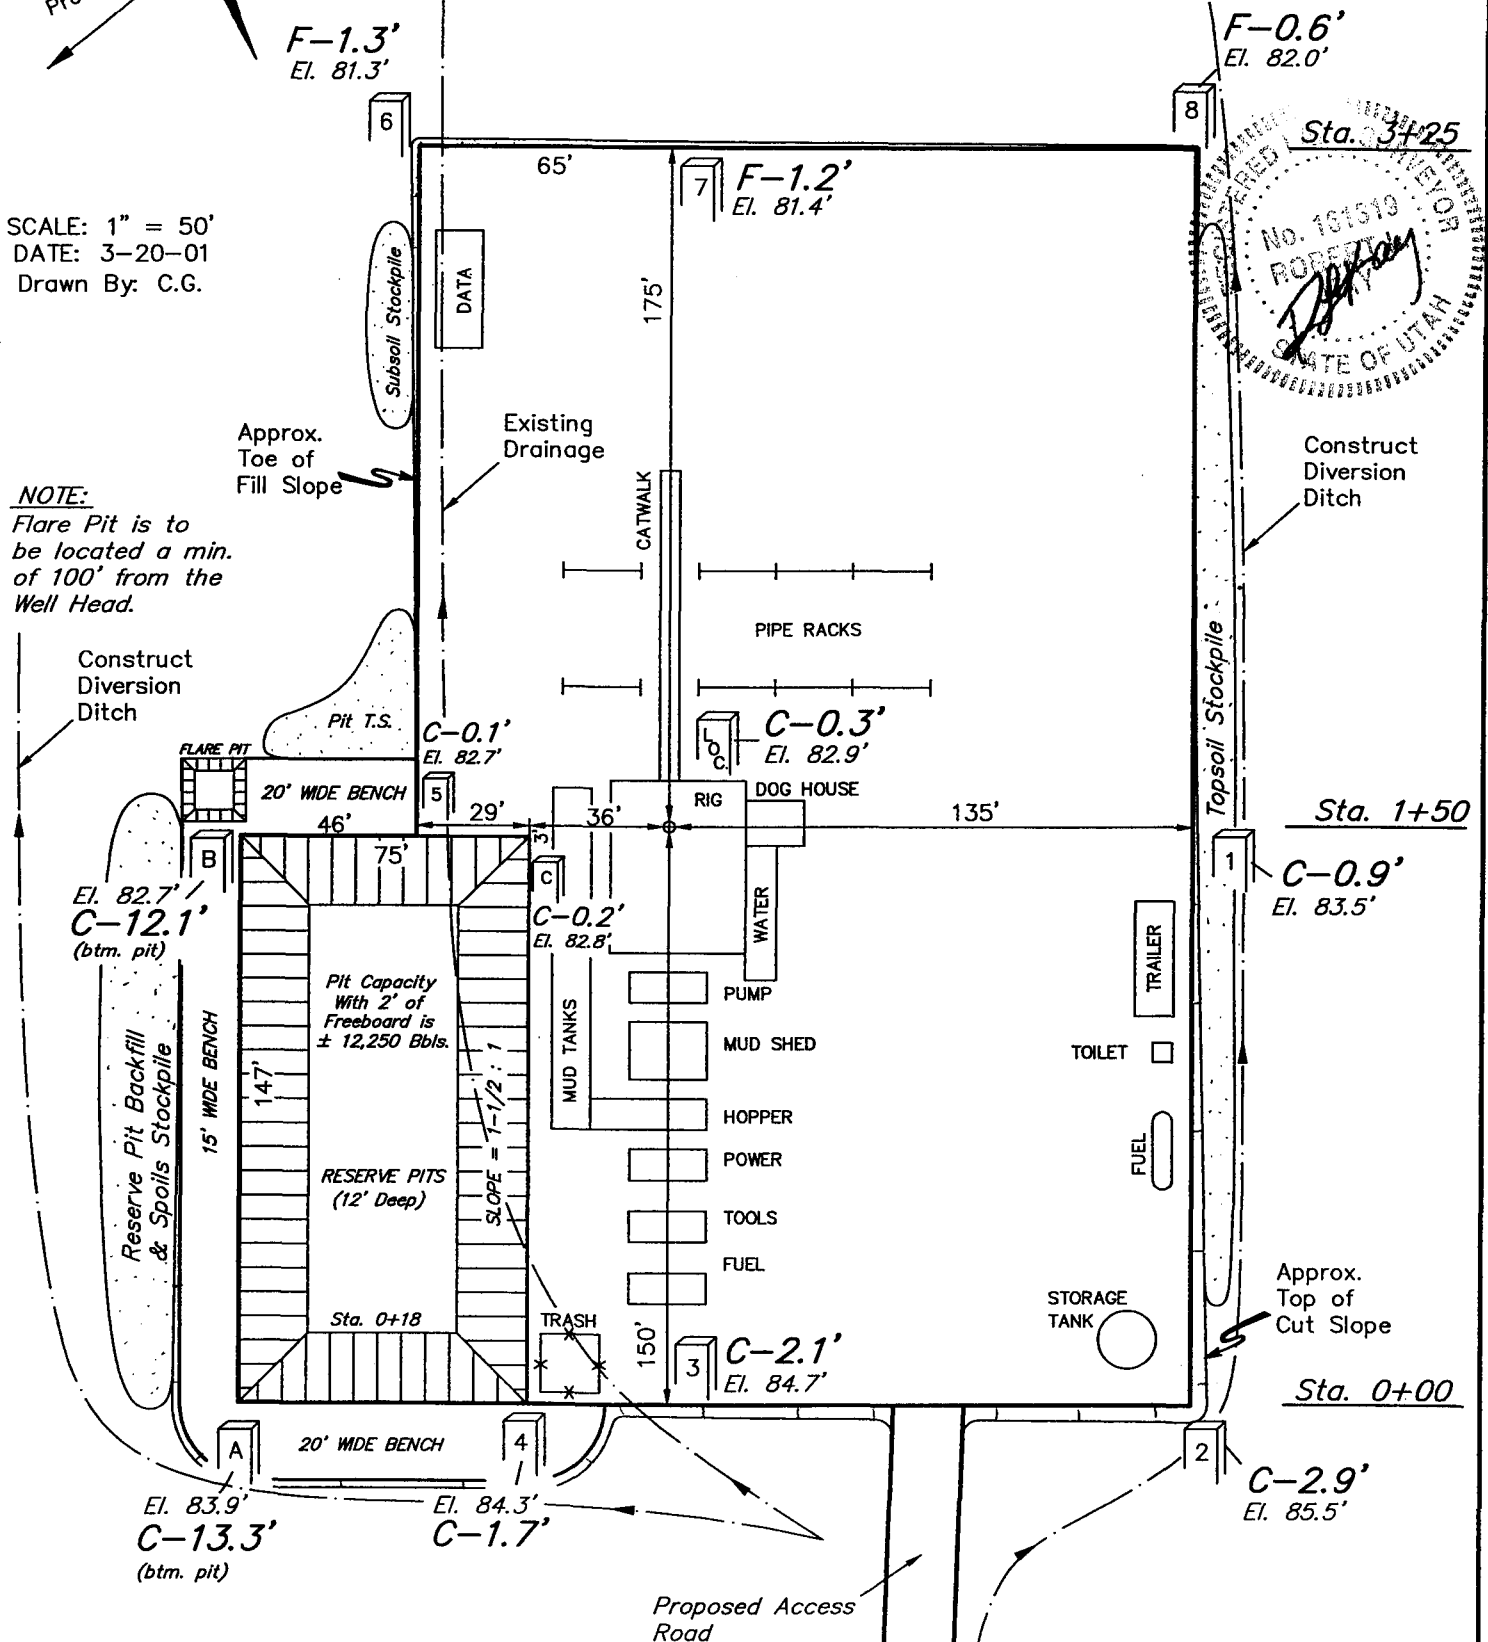 Pro
F-1.3'
El. 81.3'
6
F-0.6'
El. 82.0'
8
Sta. 3+25
65'
7
F-1.2'
El. 81.4'
No. 161319
ROBERT
STATE OF UTAH
SCALE: 1" = 50'
DATE: 3-20-01
Drawn By: C.G.
Subsoil Stockpile
DATA
175'
Approx.
Toe of
Fill Slope
Existing
Drainage
Construct
Diversion
Ditch
CATWALK
NOTE:
Flare Pit is to
be located a min.
of 100' from the
Well Head.
PIPE RACKS
Topsoil Stockpile
Construct
Diversion
Ditch
Pit T.S.
C-0.1'
El. 82.7'
5
LOC.
C-0.3'
El. 82.9'
FLARE PIT
20' WIDE BENCH
RIG
DOG HOUSE
46'
29'
36'
135'
Sta. 1+50
75'
3'
B
El. 82.7'
C-12.1'
(btm. pit)
C
C-0.2'
El. 82.8'
1
C-0.9'
El. 83.5'
WATER
TRAILER
Pit Capacity
With 2' of
Freeboard is
± 12,250 Bbls.
PUMP
MUD TANKS
MUD SHED
TOILET
Reserve Pit Backfill
& Spoils Stockpile
15' WIDE BENCH
147'
SLOPE = 1-1/2 : 1
HOPPER
POWER
FUEL
RESERVE PITS
(12' Deep)
TOOLS
FUEL
Sta. 0+18
TRASH
STORAGE
TANK
Approx.
Top of
Cut Slope
150'
3
C-2.1'
El. 84.7'
Sta. 0+00
A
20' WIDE BENCH
4
2
El. 83.9'
C-13.3'
(btm. pit)
El. 84.3'
C-1.7'
C-2.9'
El. 85.5'
Proposed Access
Road